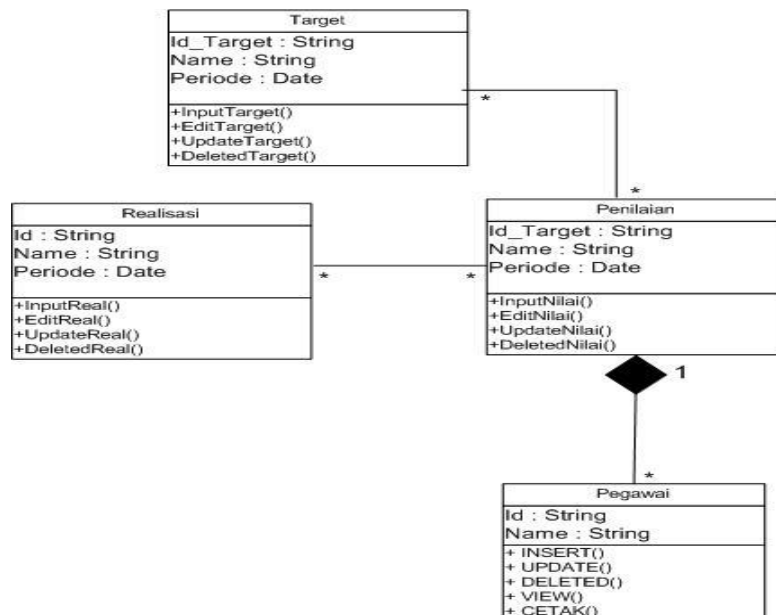 Target
Id_Target : String
Name : String
Periode : Date
+InputTarget()
+EditTarget()
+UpdateTarget()
+DeletedTarget()
*
*
Realisasi
Id : String
Name : String
Periode : Date
+InputReal()
+EditReal()
+UpdateReal()
+DeletedReal()
*
*
Penilaian
Id_Target : String
Name : String
Periode : Date
+InputNilai()
+EditNilai()
+UpdateNilai()
+DeletedNilai()
1
*
Pegawai
Id : String
Name : String
+ INSERT()
+ UPDATE()
+ DELETED()
+ VIEW()
+ CETAK()